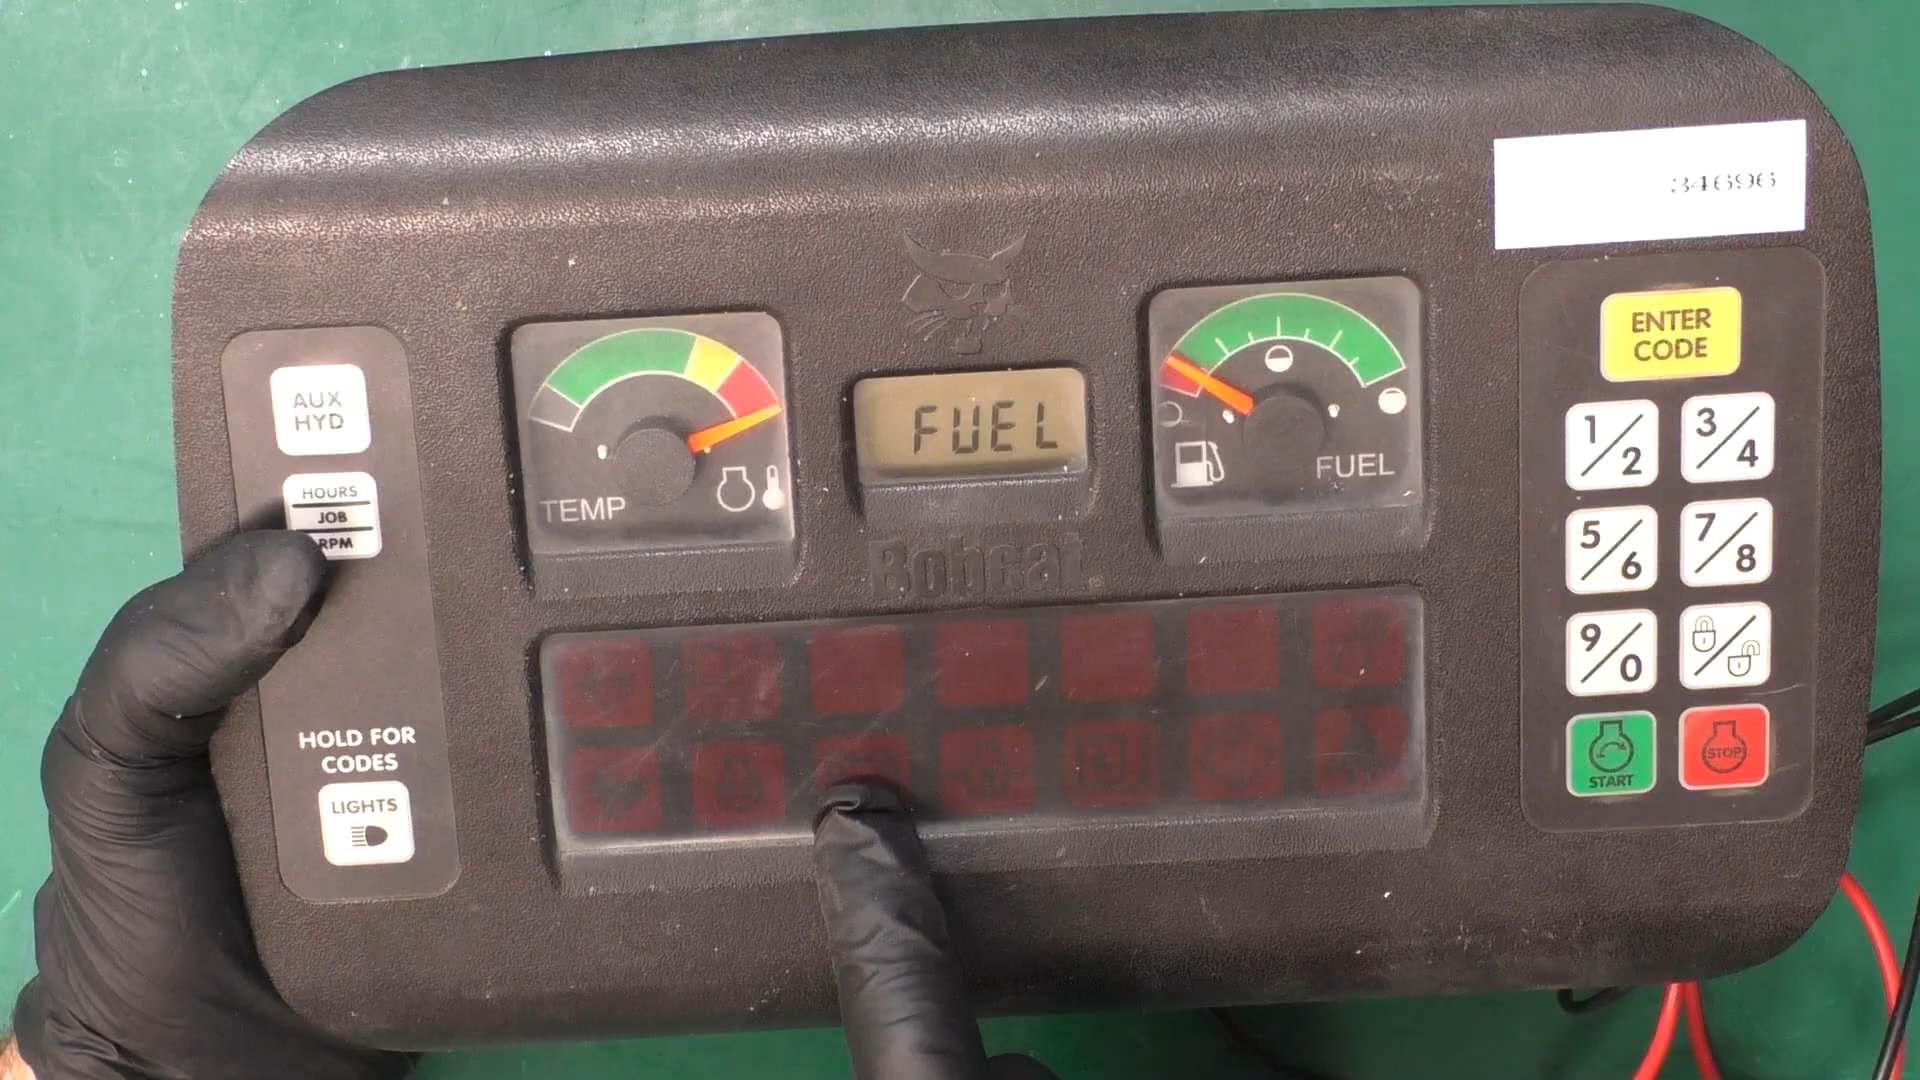 34696
AUX
HYD
HOURS
JOB
RPM
HOLD FOR
CODES
LIGHTS
TEMP
FUEL
FUEL
Bobcat®
ENTER
CODE
1/2
3/4
5/6
7/8
9/0
START
STOP